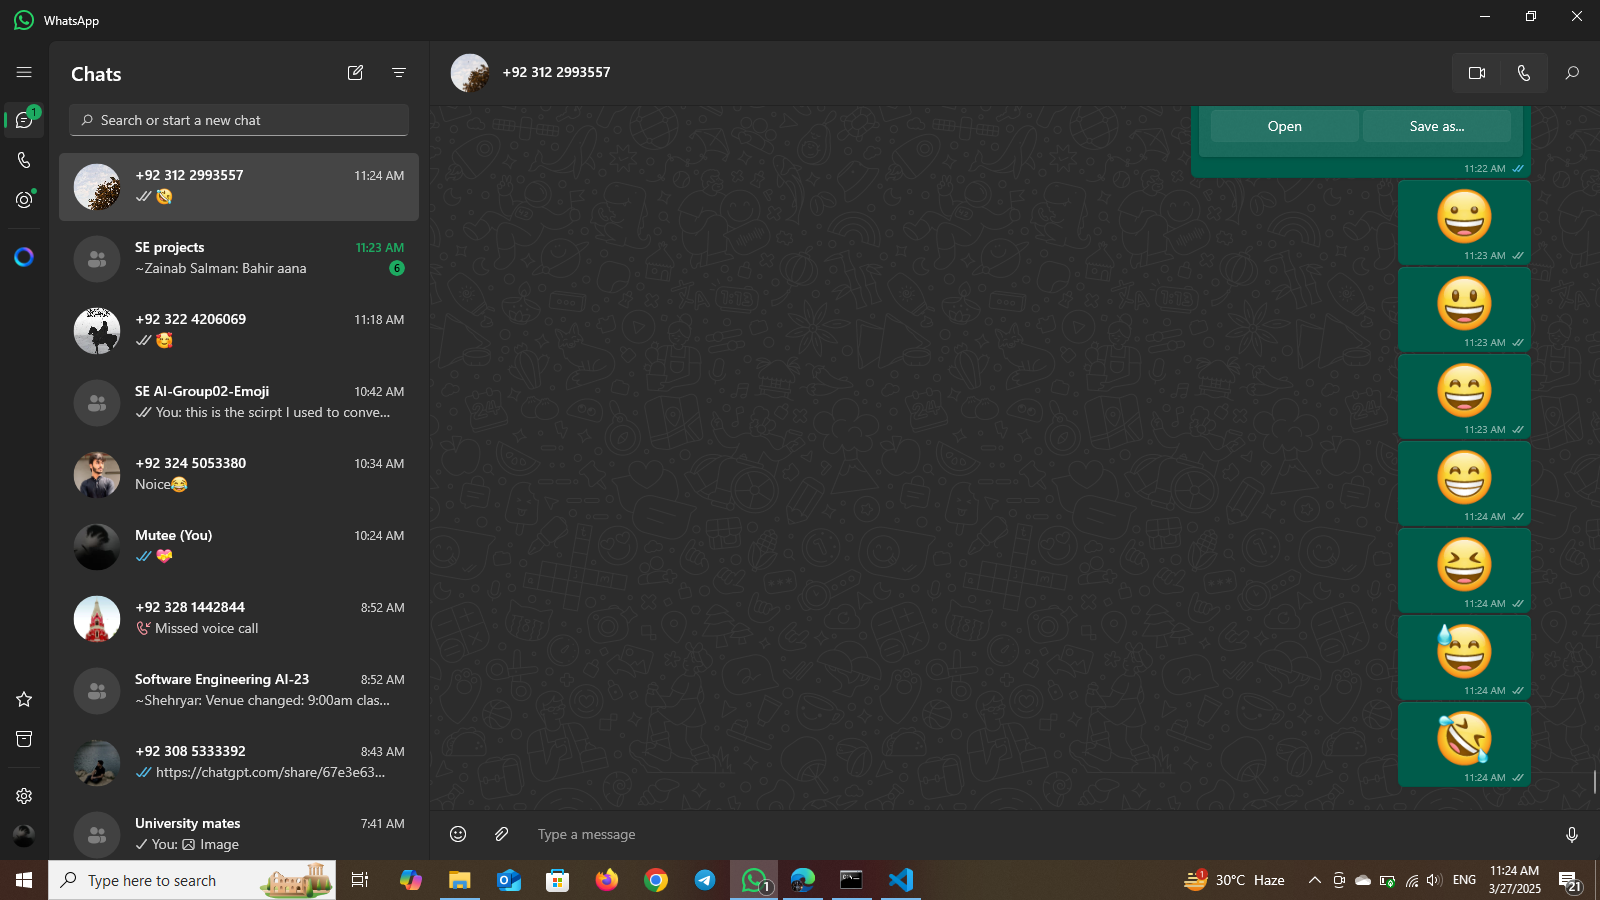 WhatsApp
Chats
Search or start a new chat
+92 312 2993557 11:24 AM
🤣
SE projects 11:23 AM
~Zainab Salman: Bahir aana 6
+92 322 4206069 11:18 AM
🥰
SE AI-Group02-Emoji 10:42 AM
You: this is the scirpt I used to conve...
+92 324 5053380 10:34 AM
Noice😂
Mutee (You) 10:24 AM
💝
+92 328 1442844 8:52 AM
Missed voice call
Software Engineering AI-23 8:52 AM
~Shehryar: Venue changed: 9:00am clas...
+92 308 5333392 8:43 AM
https://chatgpt.com/share/67e3e63...
University mates 7:41 AM
You: Image
1
+92 312 2993557
Open Save as...
11:22 AM
😀
11:23 AM
😃
11:23 AM
😄
11:23 AM
😁
11:24 AM
😆
11:24 AM
😅
11:24 AM
🤣
11:24 AM
Type a message
Type here to search
1
1
30°C Haze
ENG
11:24 AM
3/27/2025
21